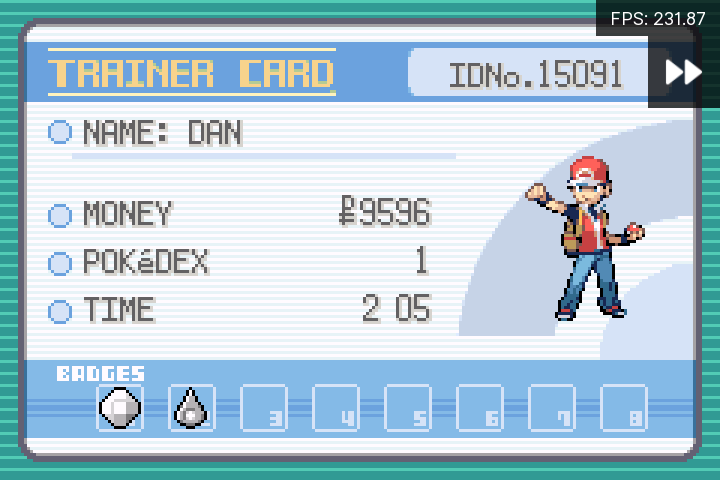 FPS: 231.87
TRAINER CARD
IDNo.15091
NAME: DAN
MONEY ₽9596
POKéDEX 1
TIME 2 05
BADGES
3 4 5 6 7 8